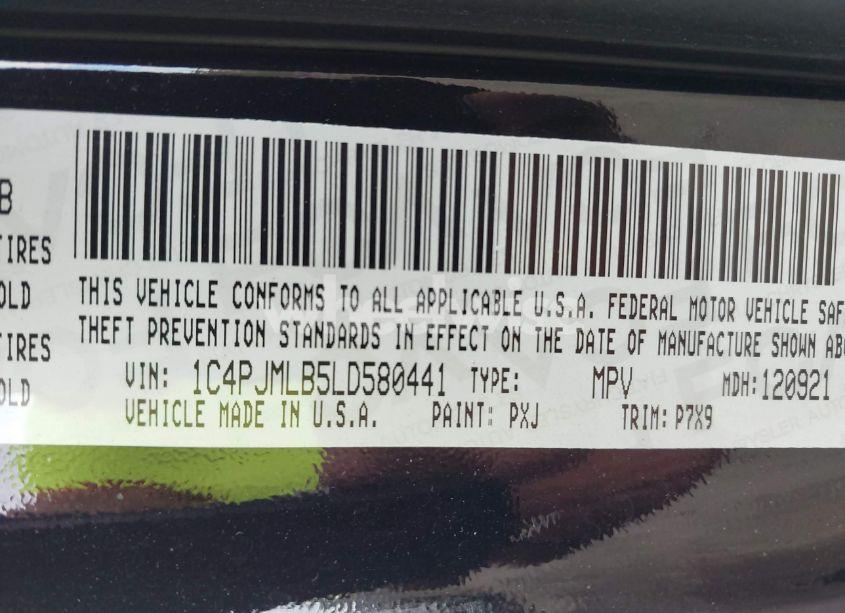 B
TIRES
OLD
THIS VEHICLE CONFORMS TO ALL APPLICABLE U.S.A. FEDERAL MOTOR VEHICLE SAF
TIRES
THEFT PREVENTION STANDARDS IN EFFECT ON THE DATE OF MANUFACTURE SHOWN ABO
OLD
VIN: 1C4PJMLB5LD580441 TYPE: MPV MDH:120921
VEHICLE MADE IN U.S.A. PAINT: PXJ TRIM: P7X9